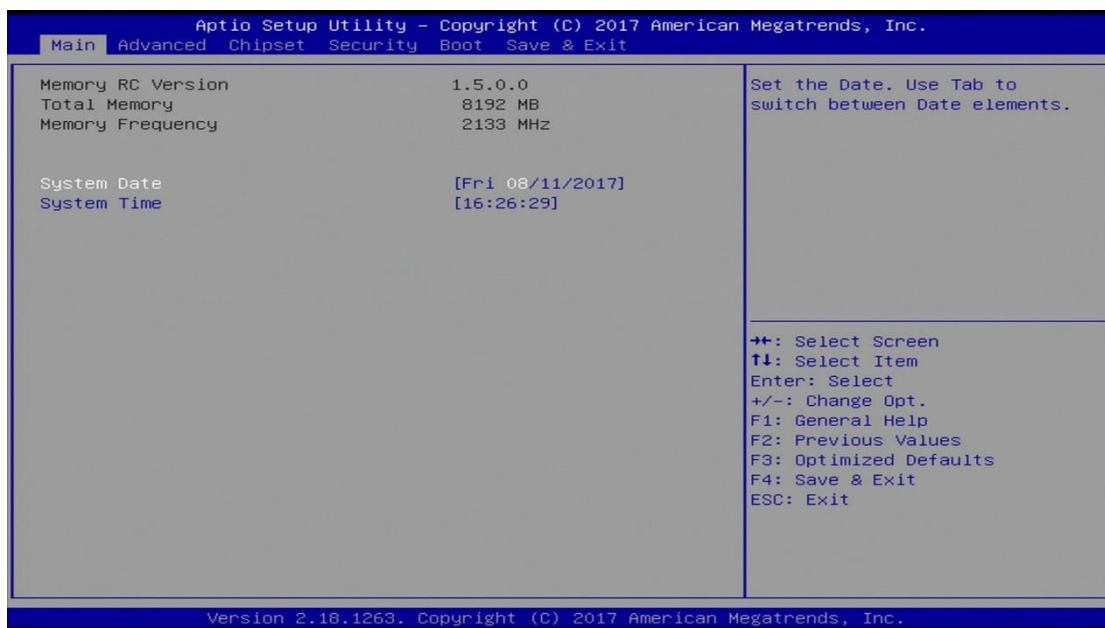 Aptio Setup Utility – Copyright (C) 2017 American Megatrends, Inc.
Main Advanced Chipset Security Boot Save & Exit
Memory RC Version 1.5.0.0
Total Memory 8192 MB
Memory Frequency 2133 MHz
System Date [Fri 08/11/2017]
System Time [16:26:29]
Set the Date. Use Tab to
switch between Date elements.
→←: Select Screen
↑↓: Select Item
Enter: Select
+/-: Change Opt.
F1: General Help
F2: Previous Values
F3: Optimized Defaults
F4: Save & Exit
ESC: Exit
Version 2.18.1263. Copyright (C) 2017 American Megatrends, Inc.